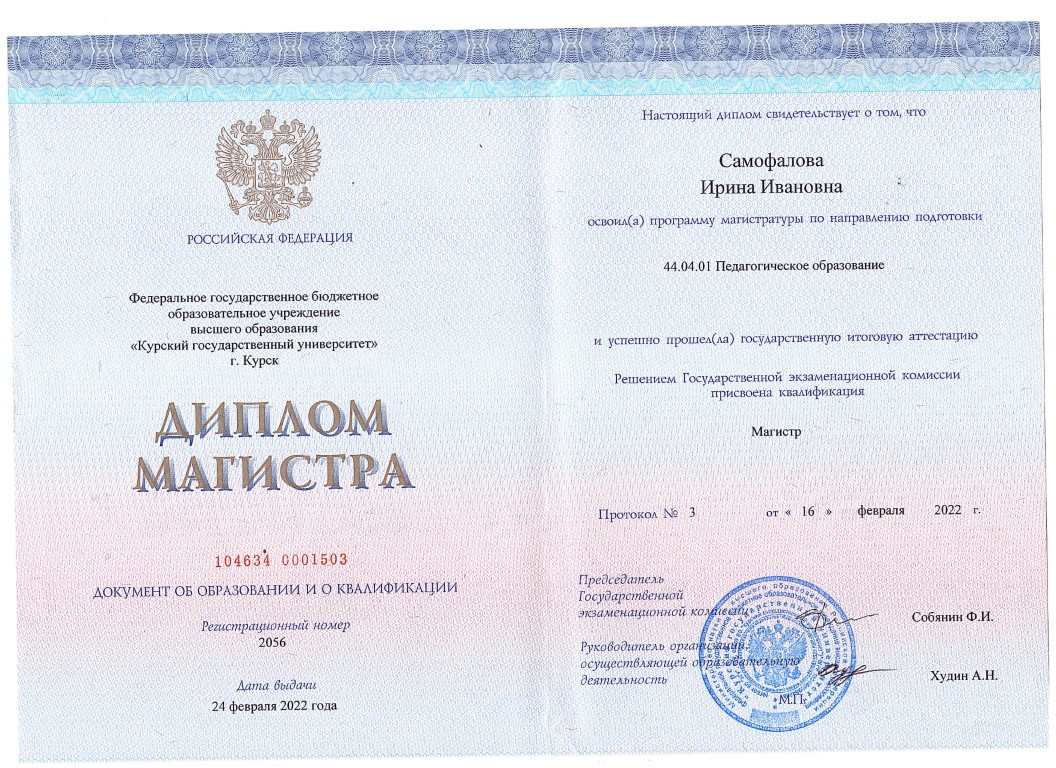 РОССИЙСКАЯ ФЕДЕРАЦИЯ
Федеральное государственное бюджетное
образовательное учреждение
высшего образования
«Курский государственный университет»
г. Курск
ДИПЛОМ
МАГИСТРА
104634 0001503
ДОКУМЕНТ ОБ ОБРАЗОВАНИИ И О КВАЛИФИКАЦИИ
Регистрационный номер
2056
Дата выдачи
24 февраля 2022 года
Настоящий диплом свидетельствует о том, что
Самофалова
Ирина Ивановна
освоил(а) программу магистратуры по направлению подготовки
44.04.01 Педагогическое образование
и успешно прошел(ла) государственную итоговую аттестацию
Решением Государственной экзаменационной комиссии
присвоена квалификация
Магистр
Протокол № 3 от « 16 » февраля 2022 г.
Председатель
Государственной
экзаменационной комиссии
Собянин Ф.И.
Руководитель организации,
осуществляющей образовательную
деятельность
Худин А.Н.
М.П.